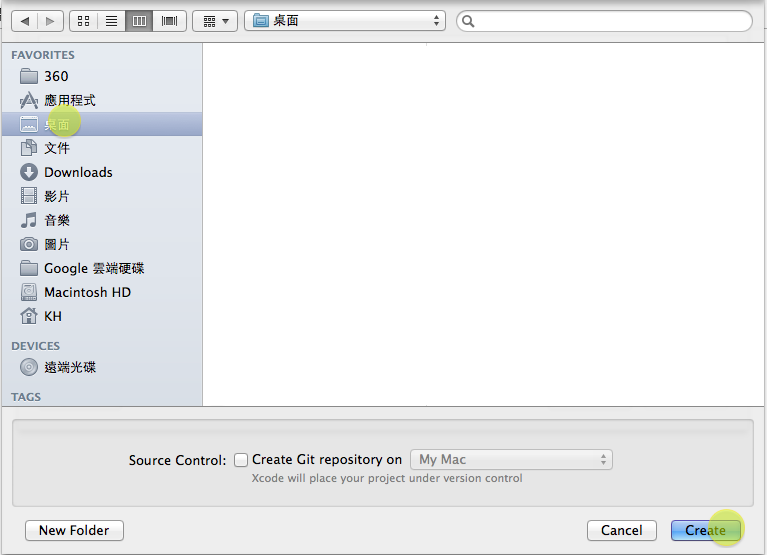 桌面
FAVORITES
360
應用程式
桌面
文件
Downloads
影片
音樂
圖片
Google 雲端硬碟
Macintosh HD
KH
DEVICES
遠端光碟
TAGS
Source Control: Create Git repository on My Mac
Xcode will place your project under version control
New Folder Cancel Create